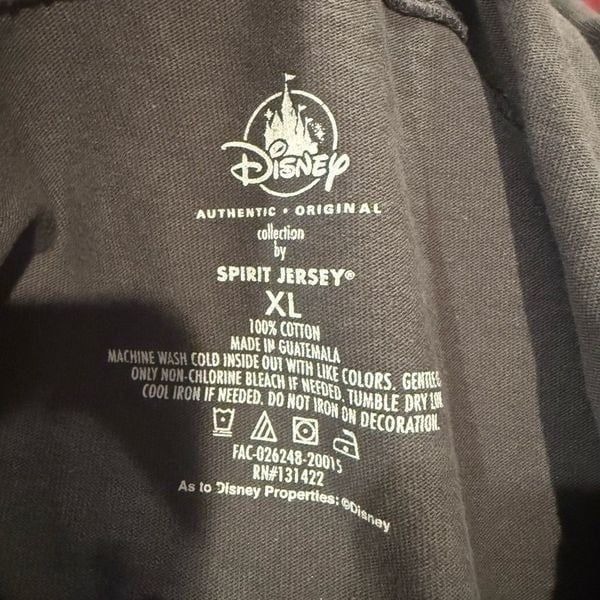 Disney
AUTHENTIC • ORIGINAL
collection
by
SPIRIT JERSEY®
XL
100% COTTON
MADE IN GUATEMALA
MACHINE WASH COLD INSIDE OUT WITH LIKE COLORS. GENTLE
ONLY NON-CHLORINE BLEACH IF NEEDED. TUMBLE DRY LOW
COOL IRON IF NEEDED. DO NOT IRON ON DECORATION.
FAC-026248-20015
RN#131422
As to Disney Properties: ©Disney